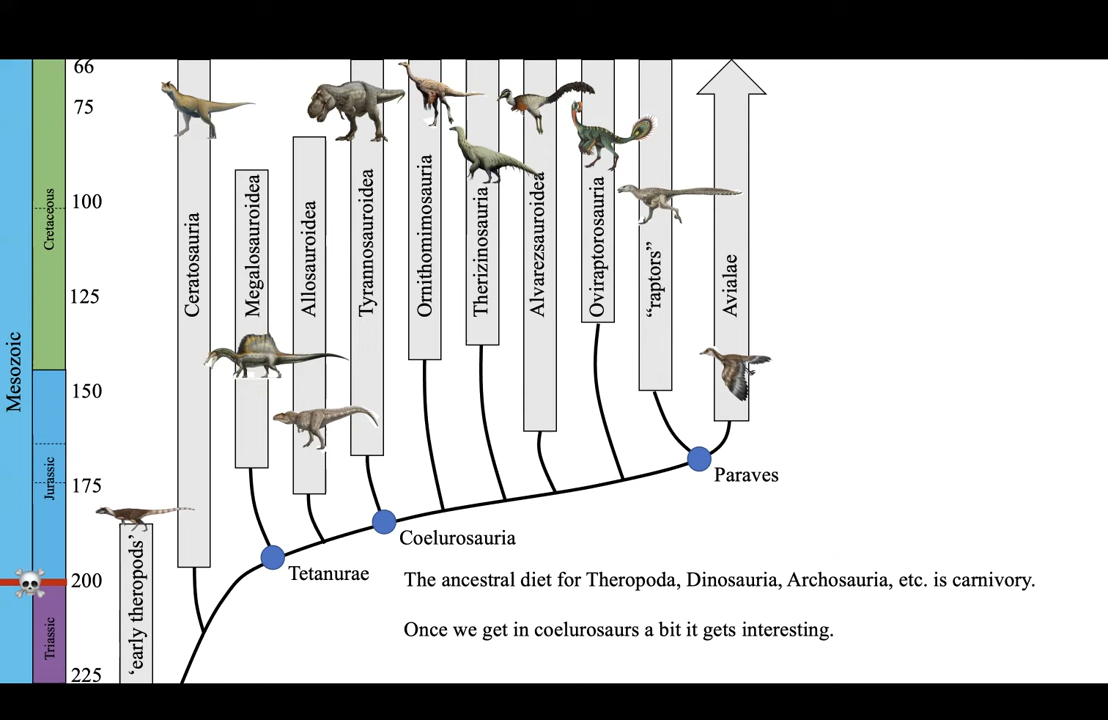 66
75
100
125
150
175
200
225
Mesozoic
Cretaceous
Jurassic
Triassic
'early theropods'
Ceratosauria
Megalosauroidea
Allosauroidea
Tyrannosauroidea
Ornithomimosauria
Therizinosauria
Alvarezsauroidea
Oviraptorosauria
“raptors”
Avialae
Paraves
Coelurosauria
Tetanurae
The ancestral diet for Theropoda, Dinosauria, Archosauria, etc. is carnivory.
Once we get in coelurosaurs a bit it gets interesting.